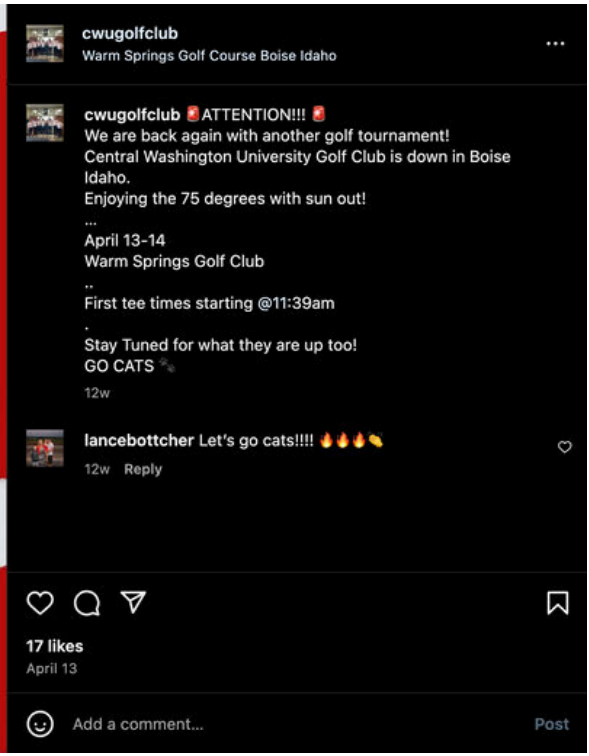 cwugolfclub
Warm Springs Golf Course Boise Idaho
...
cwugolfclub 🚨ATTENTION!!! 🚨
We are back again with another golf tournament!
Central Washington University Golf Club is down in Boise
Idaho.
Enjoying the 75 degrees with sun out!
...
April 13-14
Warm Springs Golf Club
..
First tee times starting @11:39am
.
Stay Tuned for what they are up too!
GO CATS 🐾
12w
lancebottcher Let's go cats!!!! 🔥🔥🔥👏
12w Reply
17 likes
April 13
Add a comment...
Post